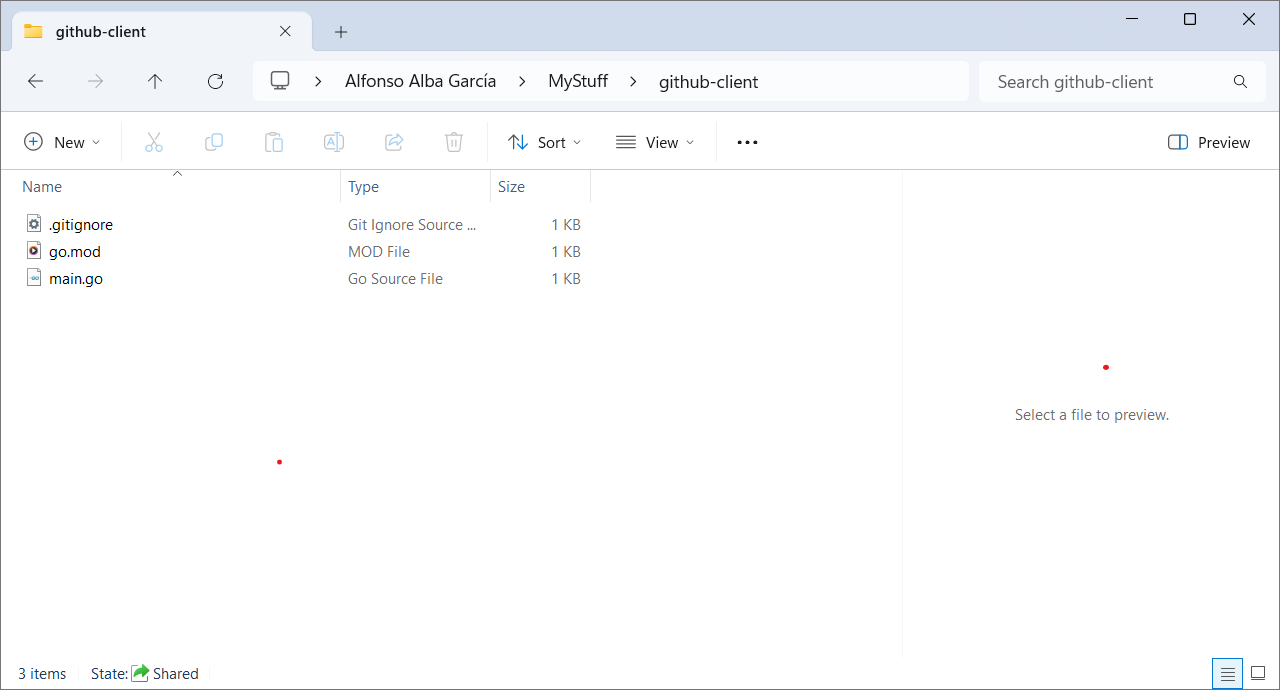 github-client
Alfonso Alba García MyStuff github-client
Search github-client
New Sort View Preview
Name Type Size
.gitignore Git Ignore Source ... 1 KB
go.mod MOD File 1 KB
main.go Go Source File 1 KB
Select a file to preview.
3 items State: Shared